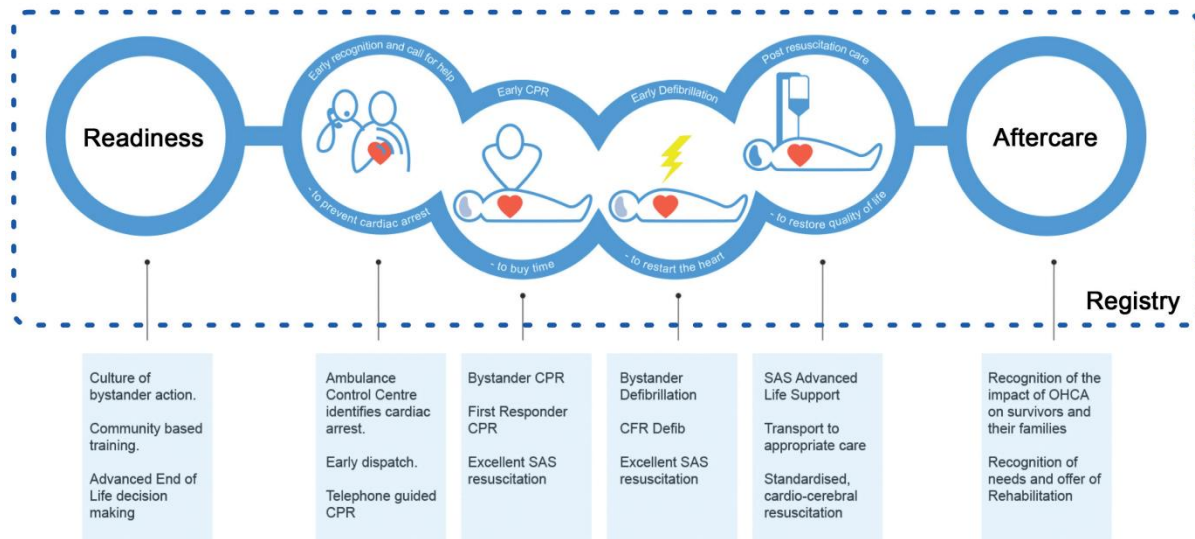 Readiness
Early recognition and call for help
- to prevent cardiac arrest
Early CPR
- to buy time
Early Defibrillation
- to restart the heart
Post resuscitation care
- to restore quality of life
Aftercare
Registry
Culture of
bystander action.
Community based
training.
Advanced End of
Life decision
making
Ambulance
Control Centre
identifies cardiac
arrest.
Early dispatch.
Telephone guided
CPR
Bystander CPR
First Responder
CPR
Excellent SAS
resuscitation
Bystander
Defibrillation
CFR Defib
Excellent SAS
resuscitation
SAS Advanced
Life Support
Transport to
appropriate care
Standardised,
cardio-cerebral
resuscitation
Recognition of the
impact of OHCA
on survivors and
their families
Recognition of
needs and offer of
Rehabilitation